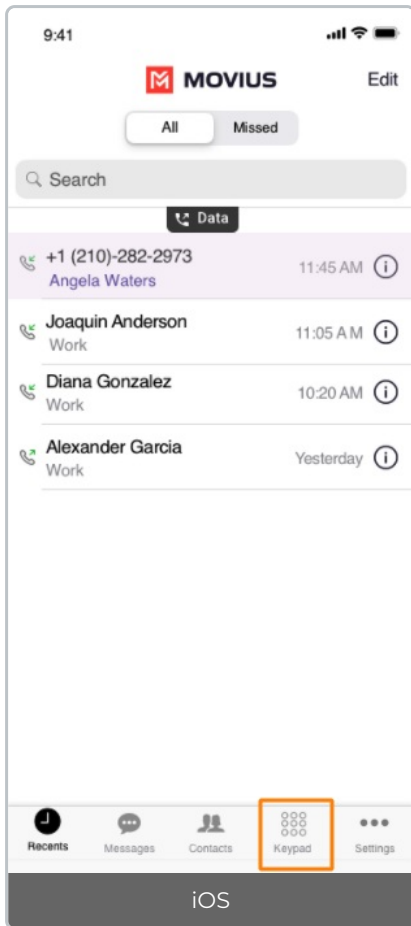 9:41
MOVIUS Edit
All Missed
Search
Data
+1 (210)-282-2973
Angela Waters 11:45 AM
Joaquin Anderson
Work 11:05 AM
Diana Gonzalez
Work 10:20 AM
Alexander Garcia
Work Yesterday
Recents Messages Contacts Keypad Settings
iOS